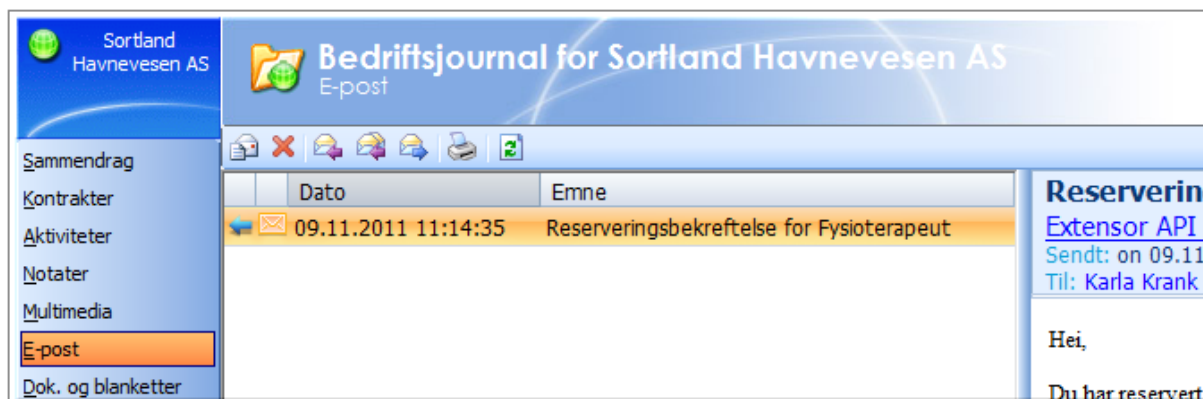 Sortland
Havnevesen AS
Bedriftsjournal for Sortland Havnevesen AS
E-post
Sammendrag
Kontrakter
Aktiviteter
Notater
Multimedia
E-post
Dok. og blanketter
Dato Emne
09.11.2011 11:14:35 Reserveringsbekreftelse for Fysioterapeut
Reserverin
Extensor API
Sendt: on 09.11
Til: Karla Krank
Hei,
Du har reservert